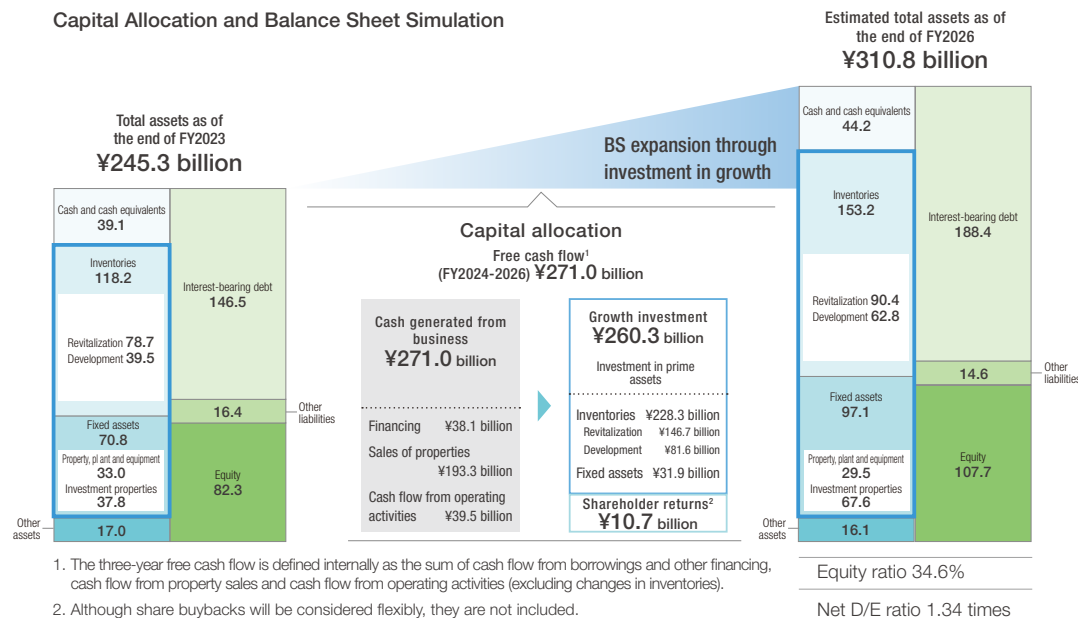 Capital Allocation and Balance Sheet Simulation
Total assets as of
the end of FY2023
¥245.3 billion
Cash and cash equivalents
39.1
Inventories
118.2
Revitalization 78.7
Development 39.5
Fixed assets
70.8
Property, plant and equipment
33.0
Investment properties
37.8
Other
assets
17.0
Interest-bearing debt
146.5
16.4
Other
liabilities
Equity
82.3
BS expansion through
investment in growth
Capital allocation
Free cash flow1
(FY2024-2026) ¥271.0 billion
Cash generated from
business
¥271.0 billion
Financing ¥38.1 billion
Sales of properties
¥193.3 billion
Cash flow from operating
activities ¥39.5 billion
Growth investment
¥260.3 billion
Investment in prime
assets
Inventories ¥228.3 billion
Revitalization ¥146.7 billion
Development ¥81.6 billion
Fixed assets ¥31.9 billion
Shareholder returns2
¥10.7 billion
Estimated total assets as of
the end of FY2026
¥310.8 billion
Cash and cash equivalents
44.2
Inventories
153.2
Revitalization 90.4
Development 62.8
Fixed assets
97.1
Property, plant and equipment
29.5
Investment properties
67.6
Other
assets
16.1
Interest-bearing debt
188.4
14.6
Other
liabilities
Equity
107.7
Equity ratio 34.6%
Net D/E ratio 1.34 times
1. The three-year free cash flow is defined internally as the sum of cash flow from borrowings and other financing,
cash flow from property sales and cash flow from operating activities (excluding changes in inventories).
2. Although share buybacks will be considered flexibly, they are not included.